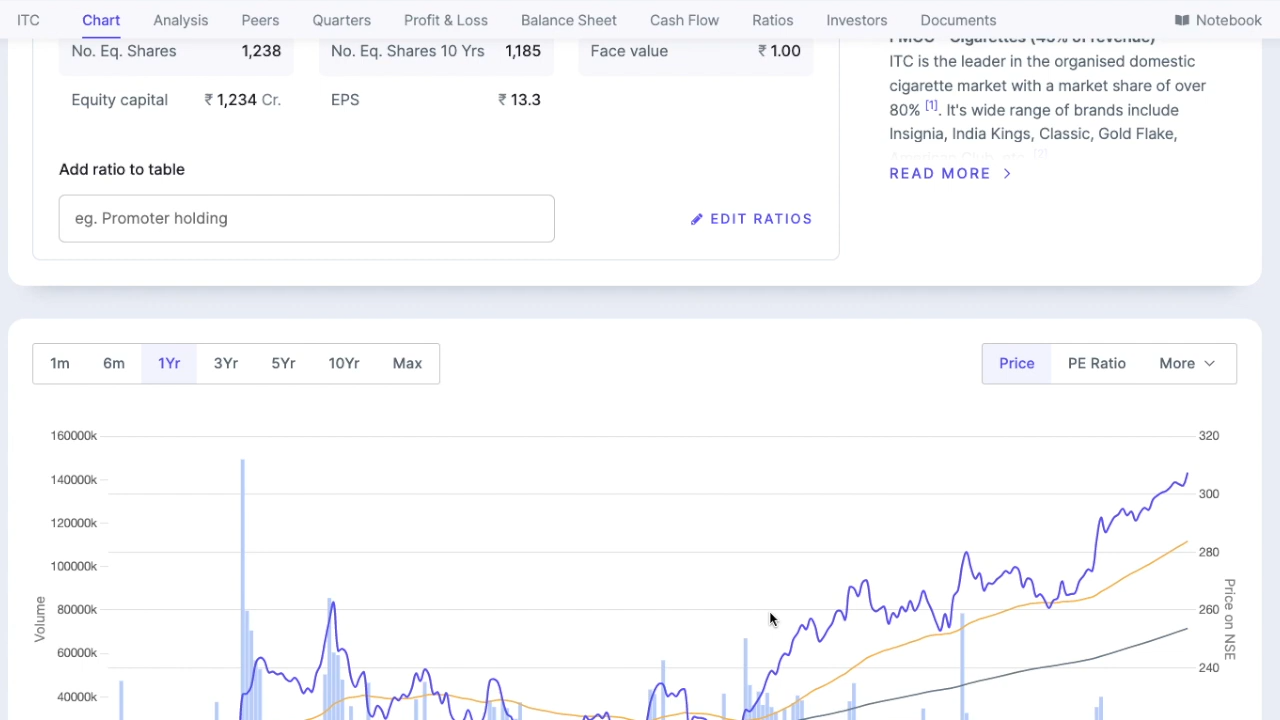 ITC Chart Analysis Peers Quarters Profit & Loss Balance Sheet Cash Flow Ratios Investors Documents Notebook
No. Eq. Shares 1,238 No. Eq. Shares 10 Yrs 1,185 Face value ₹ 1.00
Equity capital ₹ 1,234 Cr. EPS ₹ 13.3
Add ratio to table
eg. Promoter holding
EDIT RATIOS
ITC is the leader in the organised domestic
cigarette market with a market share of over
80% [1]. It's wide range of brands include
Insignia, India Kings, Classic, Gold Flake,
READ MORE
1m 6m 1Yr 3Yr 5Yr 10Yr Max
Price PE Ratio More
160000k
140000k
120000k
100000k
80000k
60000k
40000k
Volume
320
300
280
260
240
Price on NSE